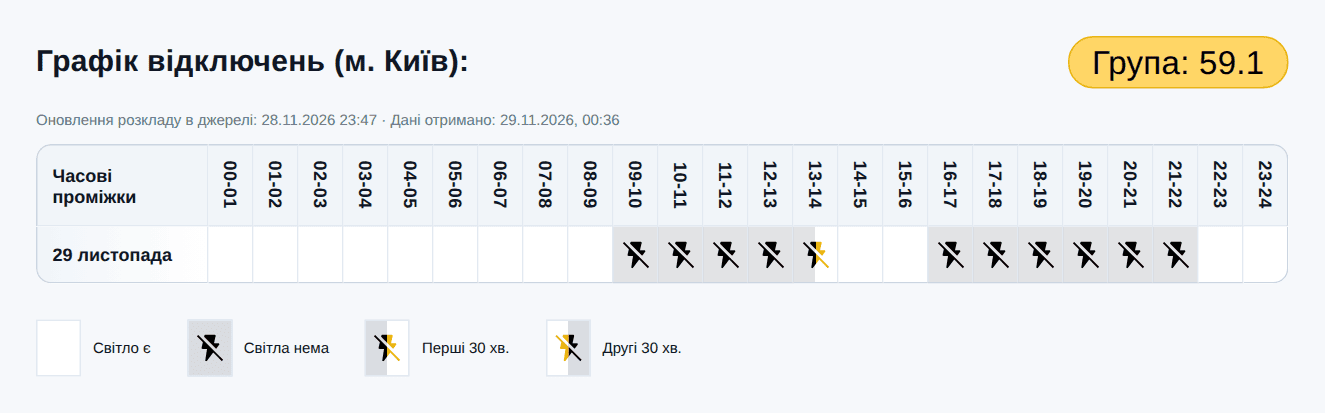 Графік відключень (м. Київ):
Група: 59.1
Оновлення розкладу в джерелі: 28.11.2026 23:47 · Дані отримано: 29.11.2026, 00:36
Часові
проміжки
00-01
01-02
02-03
03-04
04-05
05-06
06-07
07-08
08-09
09-10
10-11
11-12
12-13
13-14
14-15
15-16
16-17
17-18
18-19
19-20
20-21
21-22
22-23
23-24
29 листопада
Світло є
Світла нема
Перші 30 хв.
Другі 30 хв.